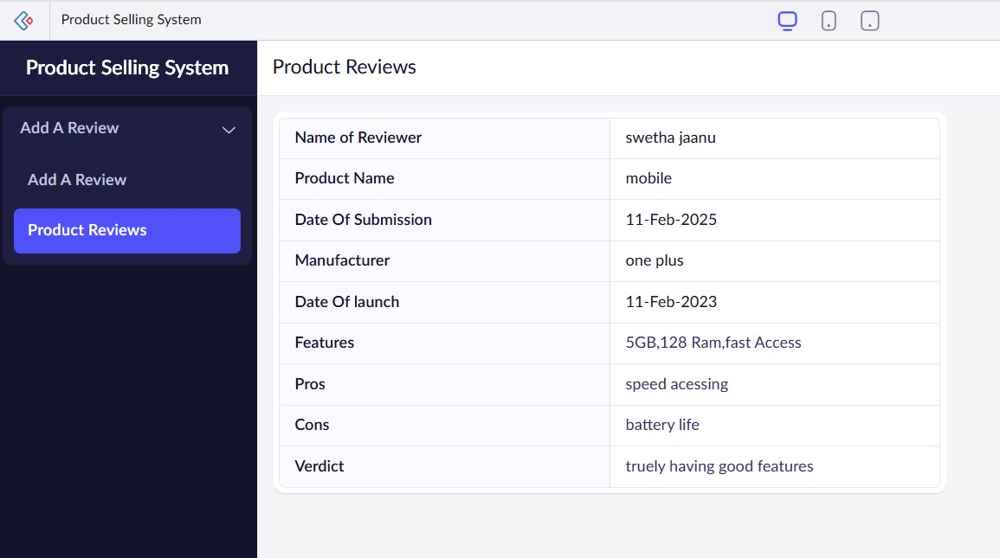 Product Selling System
Product Selling System
Product Reviews
Add A Review
Add A Review
Product Reviews
Name of Reviewer swetha jaanu
Product Name mobile
Date Of Submission 11-Feb-2025
Manufacturer one plus
Date Of launch 11-Feb-2023
Features 5GB,128 Ram,fast Access
Pros speed acessing
Cons battery life
Verdict truely having good features